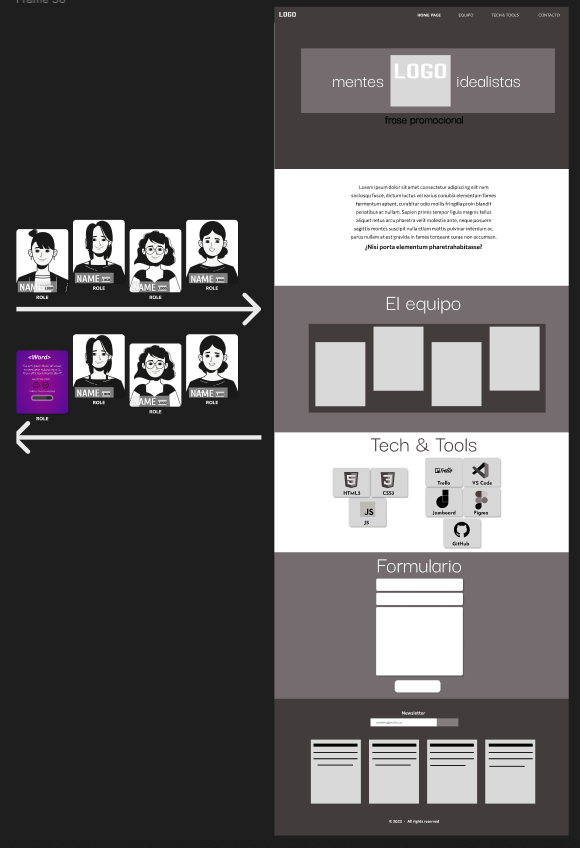 Frame 36
LOGO
HOME PAGE
EQUIPO
TECH & TOOLS
CONTACTO
mentes
LOGO
idealistas
frase promocional
Lorem ipsum dolor sit amet consectetur adipiscing elit nam
sociosqu fusce, dictum luctus vel varius conubia elementum fames
fermentum aptent, curabitur odio mollis fringilla proin blandit
penatibus ac nullam. Sapien primis tempor ligula magnis tellus
aliquet netus arcu pharetra velit molestie ante, neque posuere
sagittis montes suscipit nulla etiam mattis pulvinar interdum ac,
purus nullam at est gravida in fames torquent curae non accumsan.
¿Nisi porta elementum pharetrahabitasse?
NAME
ROLE
NAME
ROLE
NAME
ROLE
NAME
ROLE
<Word>
ROLE
NAME
ROLE
NAME
ROLE
NAME
ROLE
El equipo
Tech & Tools
HTML5
CSS3
JS
JS
Trello
Trello
VS Code
Jamboard
Figma
GitHub
Formulario
Newsletter
© 2022 - All rights reserved